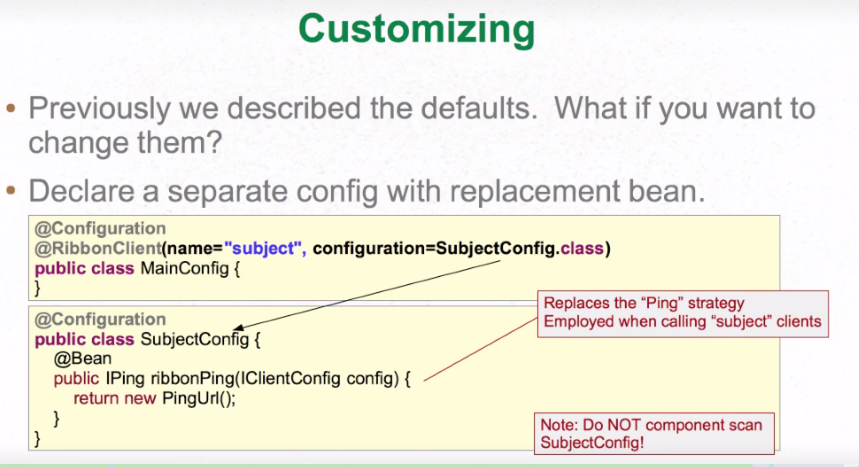 Customizing
• Previously we described the defaults. What if you want to
change them?
• Declare a separate config with replacement bean.
@Configuration
@RibbonClient(name="subject", configuration=SubjectConfig.class)
public class MainConfig {
}
Replaces the “Ping” strategy
Employed when calling “subject” clients
@Configuration
public class SubjectConfig {
@Bean
public IPing ribbonPing(IClientConfig config) {
return new PingUrl();
}
}
Note: Do NOT component scan
SubjectConfig!